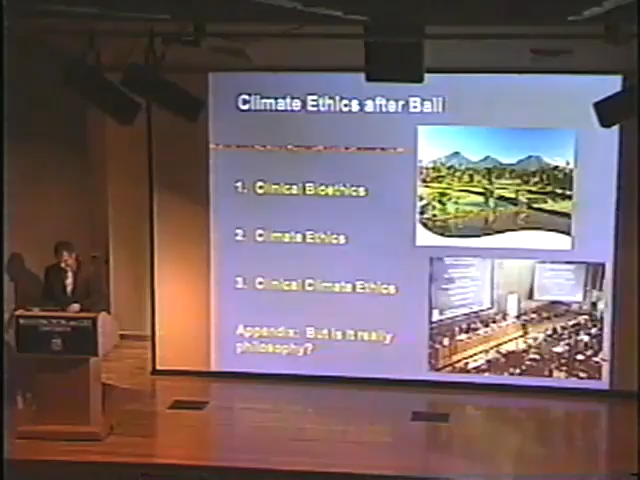 Climate Ethics after Bali
1. Clinical Bioethics
2. Climate Ethics
3. Clinical Climate Ethics
Appendix: But is it really
philosophy?